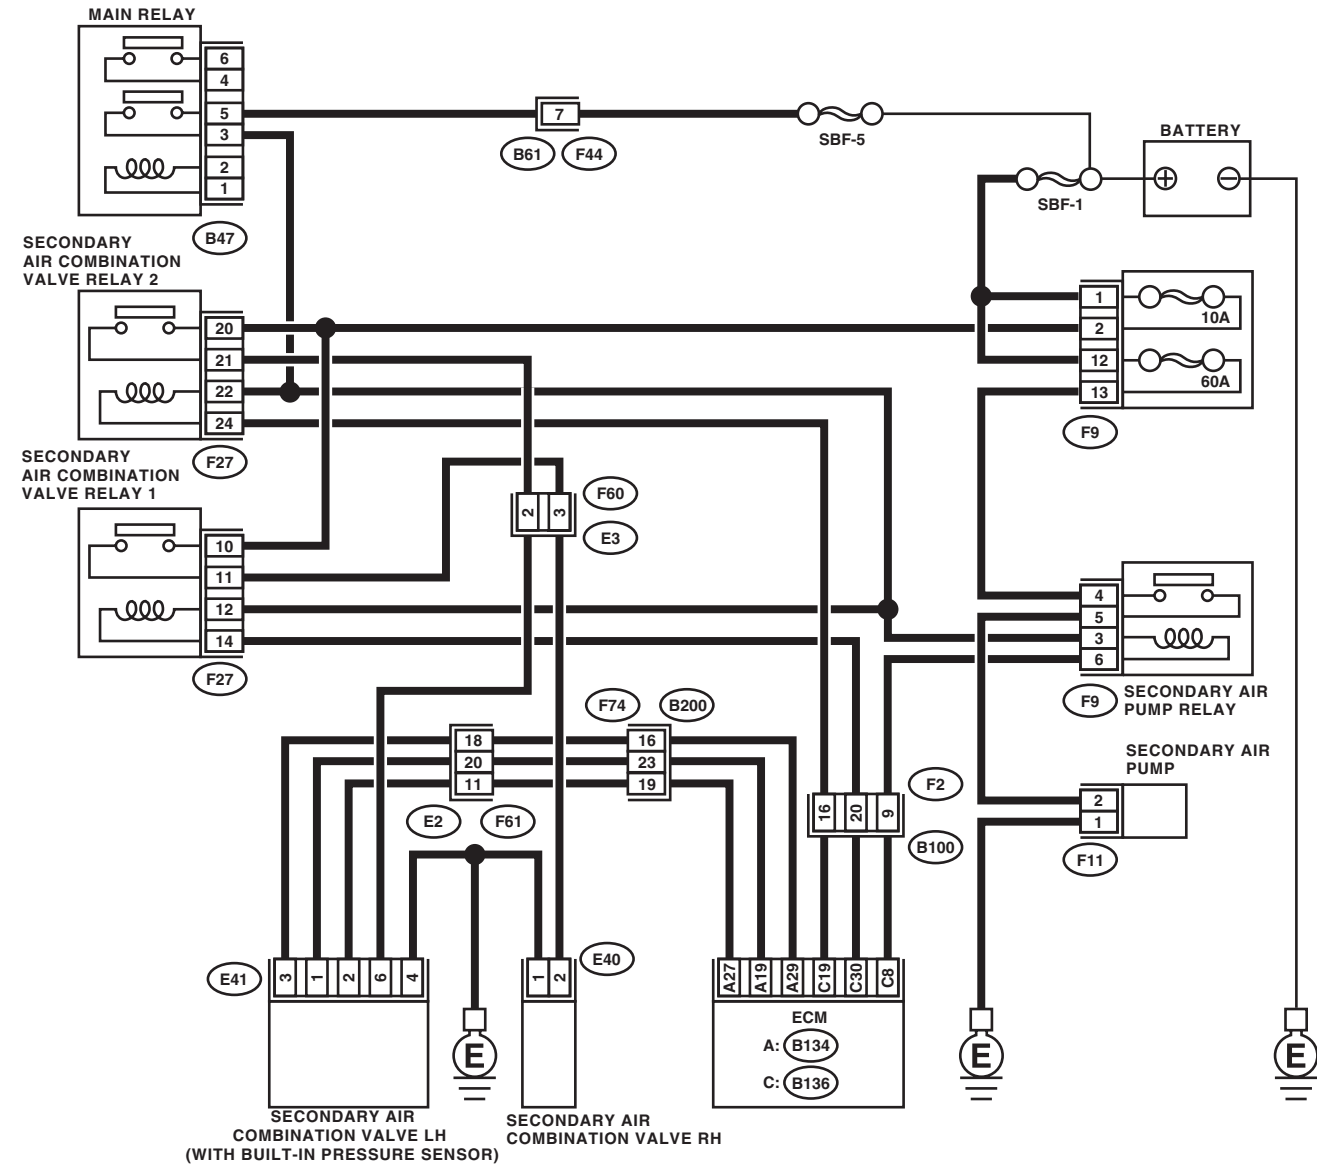 MAIN RELAY
6
4
5
3
2
1
B47
7
B61
F44
SBF-5
SBF-1
BATTERY
+
−
SECONDARY
AIR COMBINATION
VALVE RELAY 2
20
21
22
24
F27
1
2
12
13
10A
60A
F9
SECONDARY
AIR COMBINATION
VALVE RELAY 1
10
11
12
14
F27
2
3
F60
E3
4
5
3
6
F9
SECONDARY AIR
PUMP RELAY
F74
B200
18
20
11
16
23
19
E2
F61
16
20
9
F2
B100
SECONDARY AIR
PUMP
2
1
F11
E41
3
1
2
6
4
1
2
E40
A27
A19
A29
C19
C30
C8
ECM
A: B134
C: B136
E
E
E
SECONDARY AIR
COMBINATION VALVE LH
(WITH BUILT-IN PRESSURE SENSOR)
SECONDARY AIR
COMBINATION VALVE RH